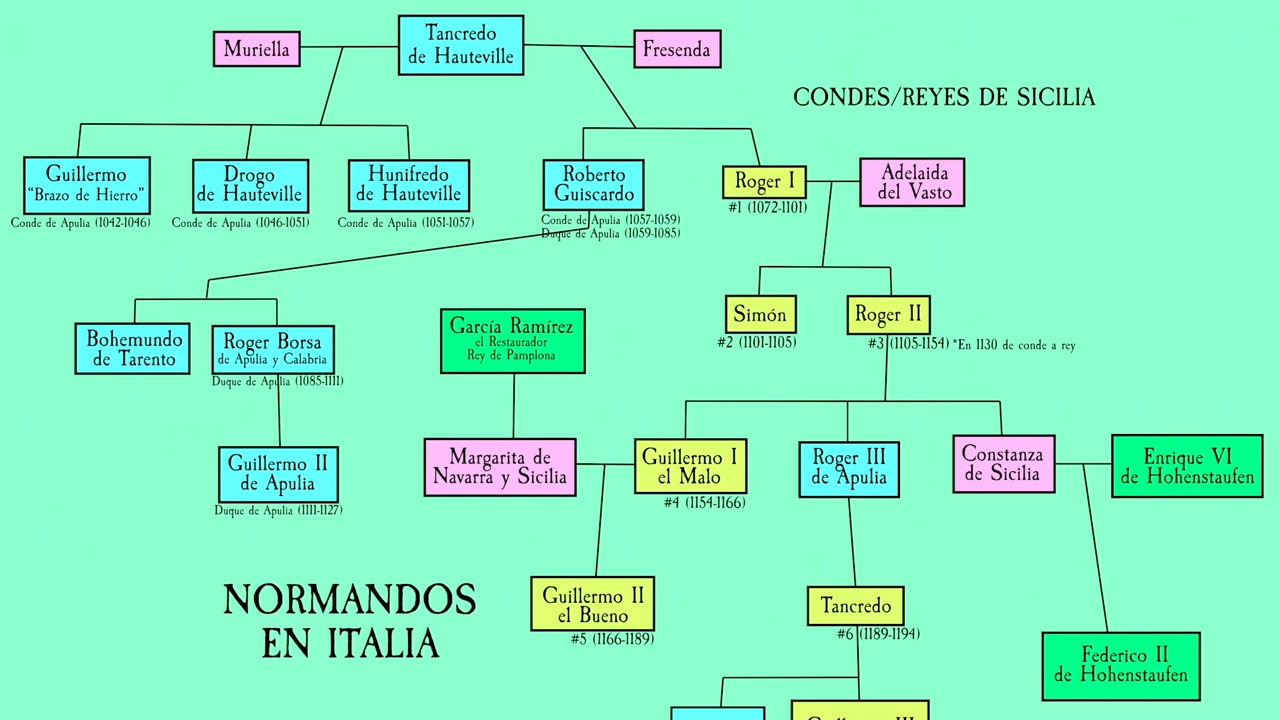 Muriella
Tancredo
de Hauteville
Fresenda
CONDES/REYES DE SICILIA
Guillermo
“Brazo de Hierro”
Conde de Apulia (1042-1046)
Drogo
de Hauteville
Conde de Apulia (1046-1051)
Hunifredo
de Hauteville
Conde de Apulia (1051-1057)
Roberto
Guiscardo
Conde de Apulia (1057-1059)
Duque de Apulia (1059-1085)
Roger I
#1 (1072-1101)
Adelaida
del Vasto
Bohemundo
de Tarento
Roger Borsa
de Apulia y Calabria
Duque de Apulia (1085-1111)
García Ramírez
el Restaurador
Rey de Pamplona
Simón
#2 (1101-1105)
Roger II
#3 (1105-1154) *En 1130 de conde a rey
Guillermo II
de Apulia
Duque de Apulia (1111-1127)
Margarita de
Navarra y Sicilia
Guillermo I
el Malo
#4 (1154-1166)
Roger III
de Apulia
Constanza
de Sicilia
Enrique VI
de Hohenstaufen
NORMANDOS
EN ITALIA
Guillermo II
el Bueno
#5 (1166-1189)
Tancredo
#6 (1189-1194)
Federico II
de Hohenstaufen
Guillermo III